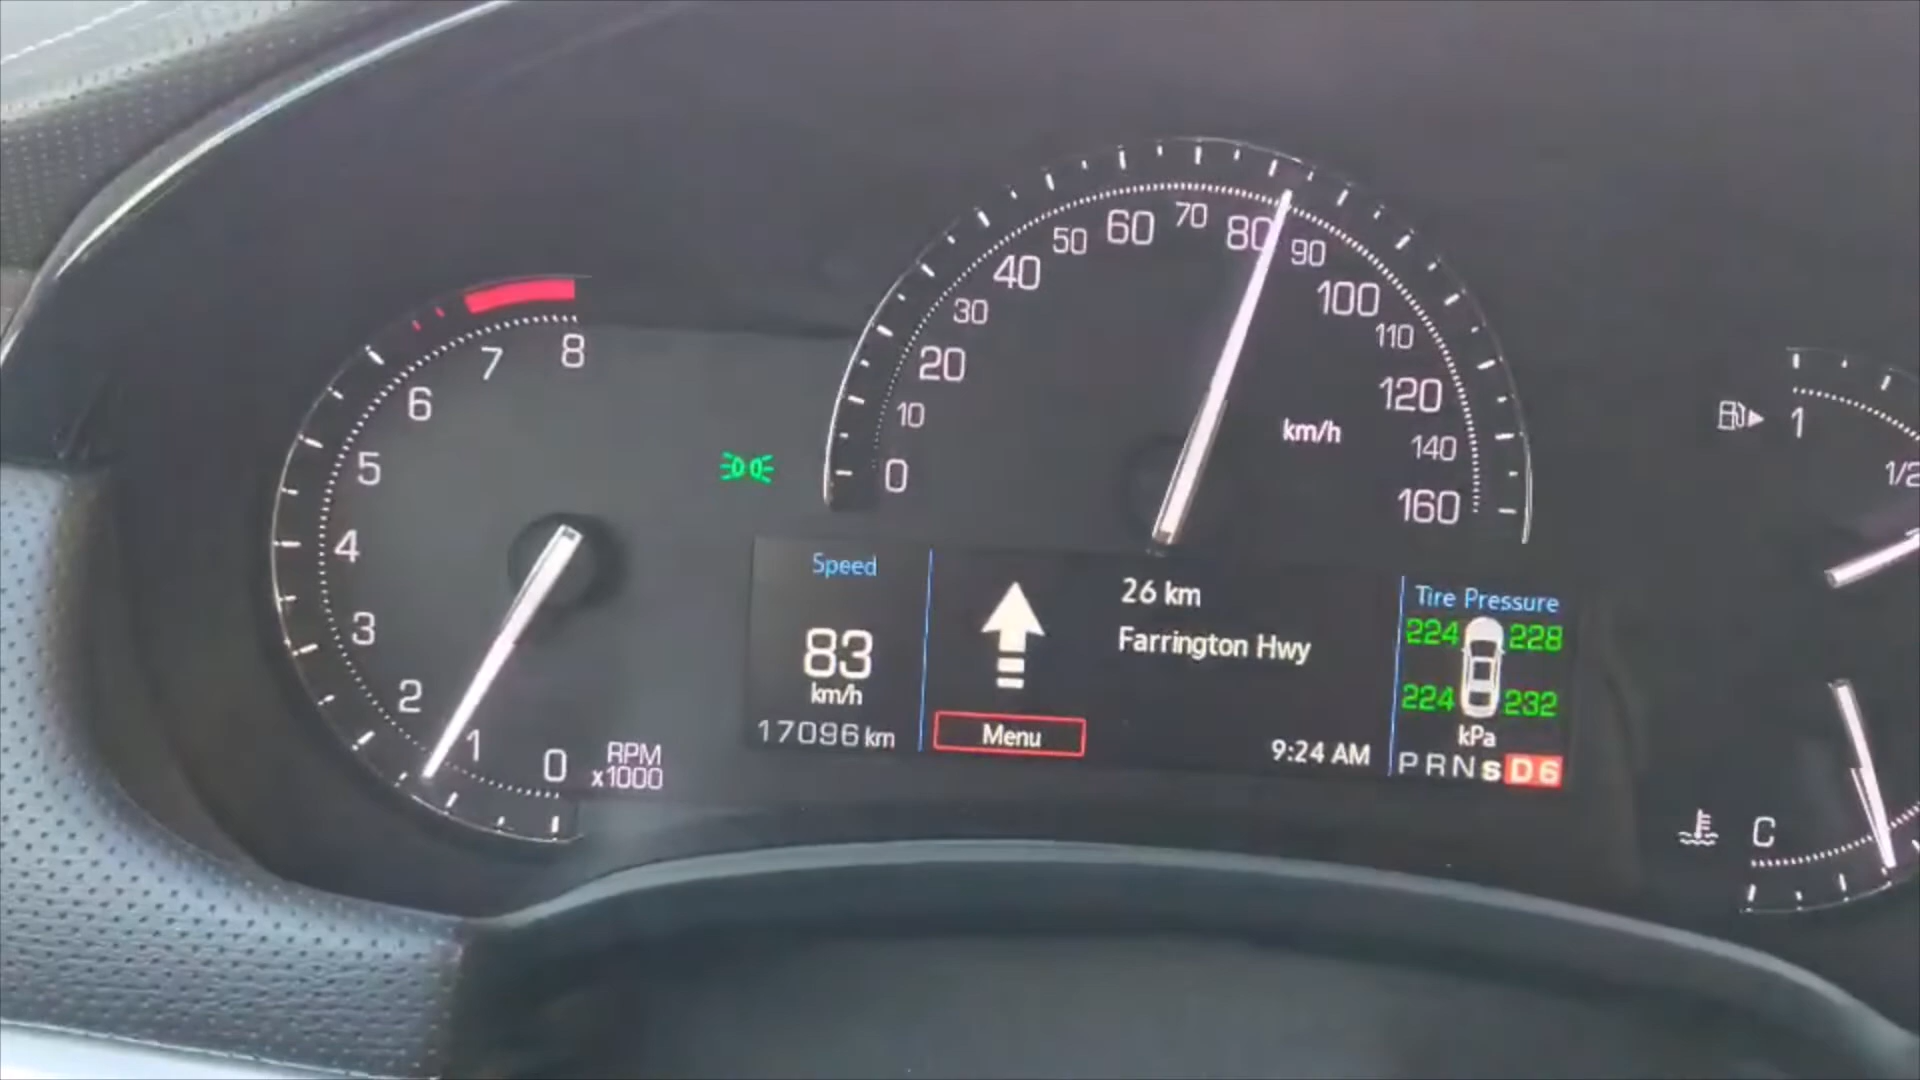 8
7
6
5
4
3
2
1
0
RPM
x1000
0
10
20
30
40
50
60
70
80
90
100
110
120
140
160
km/h
Speed
83
km/h
17096 km
26 km
Farrington Hwy
Menu
9:24 AM
Tire Pressure
224 228
224 232
kPa
P R N S D 6
1
1/2
C